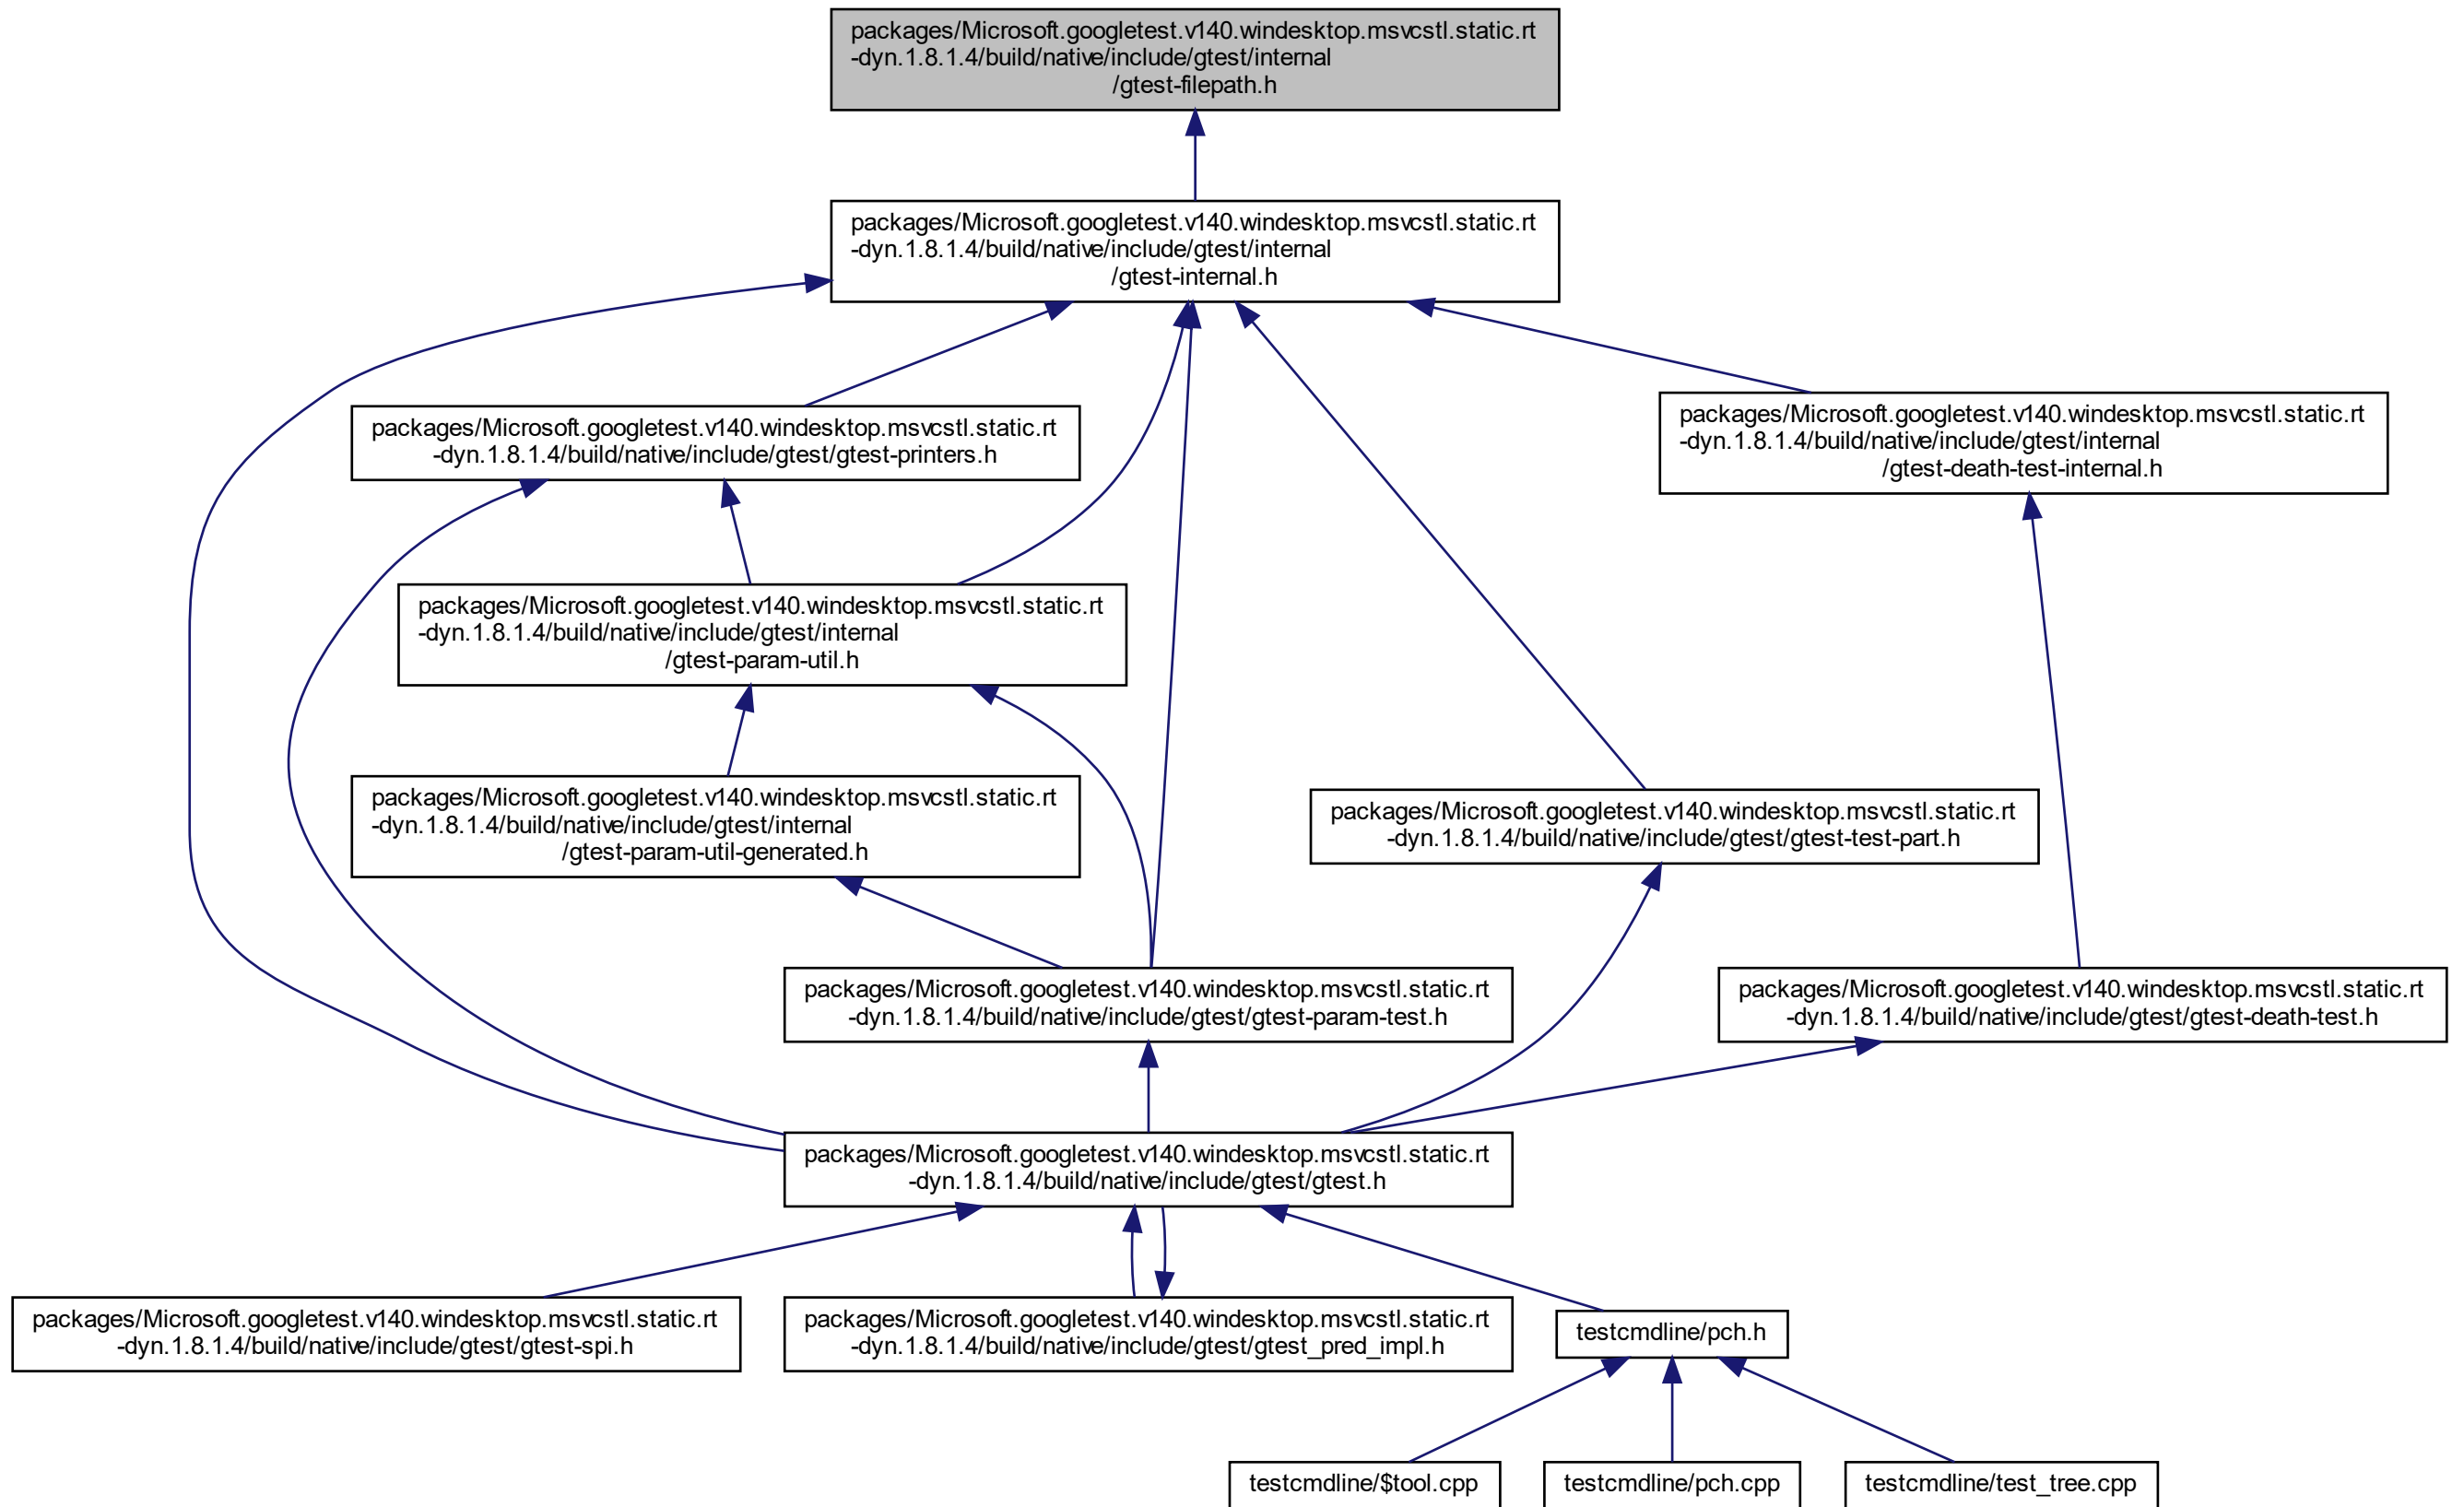 packages/Microsoft.googletest.v140.windesktop.msvcstl.static.rt
-dyn.1.8.1.4/build/native/include/gtest/internal
/gtest-filepath.h
packages/Microsoft.googletest.v140.windesktop.msvcstl.static.rt
-dyn.1.8.1.4/build/native/include/gtest/internal
/gtest-internal.h
packages/Microsoft.googletest.v140.windesktop.msvcstl.static.rt
-dyn.1.8.1.4/build/native/include/gtest/gtest-printers.h
packages/Microsoft.googletest.v140.windesktop.msvcstl.static.rt
-dyn.1.8.1.4/build/native/include/gtest/internal
/gtest-death-test-internal.h
packages/Microsoft.googletest.v140.windesktop.msvcstl.static.rt
-dyn.1.8.1.4/build/native/include/gtest/internal
/gtest-param-util.h
packages/Microsoft.googletest.v140.windesktop.msvcstl.static.rt
-dyn.1.8.1.4/build/native/include/gtest/internal
/gtest-param-util-generated.h
packages/Microsoft.googletest.v140.windesktop.msvcstl.static.rt
-dyn.1.8.1.4/build/native/include/gtest/gtest-test-part.h
packages/Microsoft.googletest.v140.windesktop.msvcstl.static.rt
-dyn.1.8.1.4/build/native/include/gtest/gtest-param-test.h
packages/Microsoft.googletest.v140.windesktop.msvcstl.static.rt
-dyn.1.8.1.4/build/native/include/gtest/gtest-death-test.h
packages/Microsoft.googletest.v140.windesktop.msvcstl.static.rt
-dyn.1.8.1.4/build/native/include/gtest/gtest.h
packages/Microsoft.googletest.v140.windesktop.msvcstl.static.rt
-dyn.1.8.1.4/build/native/include/gtest/gtest-spi.h
packages/Microsoft.googletest.v140.windesktop.msvcstl.static.rt
-dyn.1.8.1.4/build/native/include/gtest/gtest_pred_impl.h
testcmdline/pch.h
testcmdline/$tool.cpp
testcmdline/pch.cpp
testcmdline/test_tree.cpp